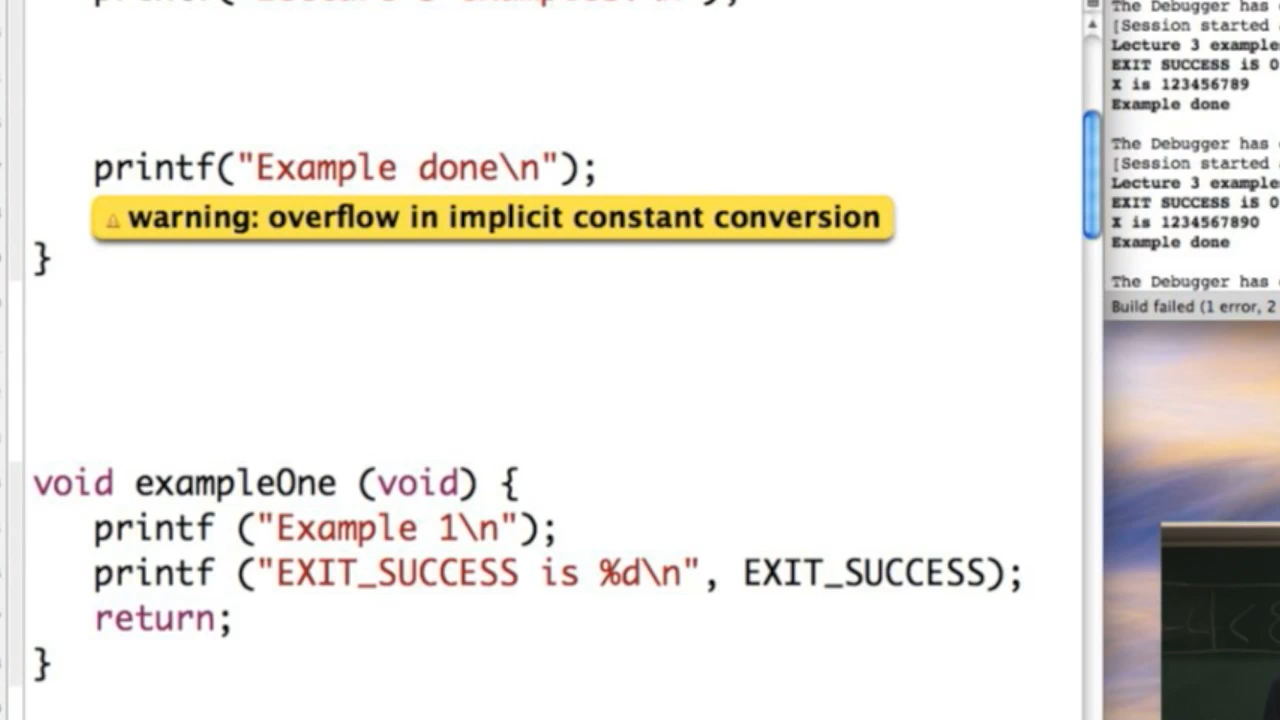 printf("Example done\n");
warning: overflow in implicit constant conversion
}
void exampleOne (void) {
printf ("Example 1\n");
printf ("EXIT_SUCCESS is %d\n", EXIT_SUCCESS);
return;
}
The Debugger has
[Session started
Lecture 3 example
EXIT SUCCESS iS 0
X is 123456789
Example done
The Debugger has
[Session started
Lecture 3 example
EXIT SUCCESS iS 0
X is 1234567890
Example done
The Debugger has
Build failed (1 error, 2
-4 <